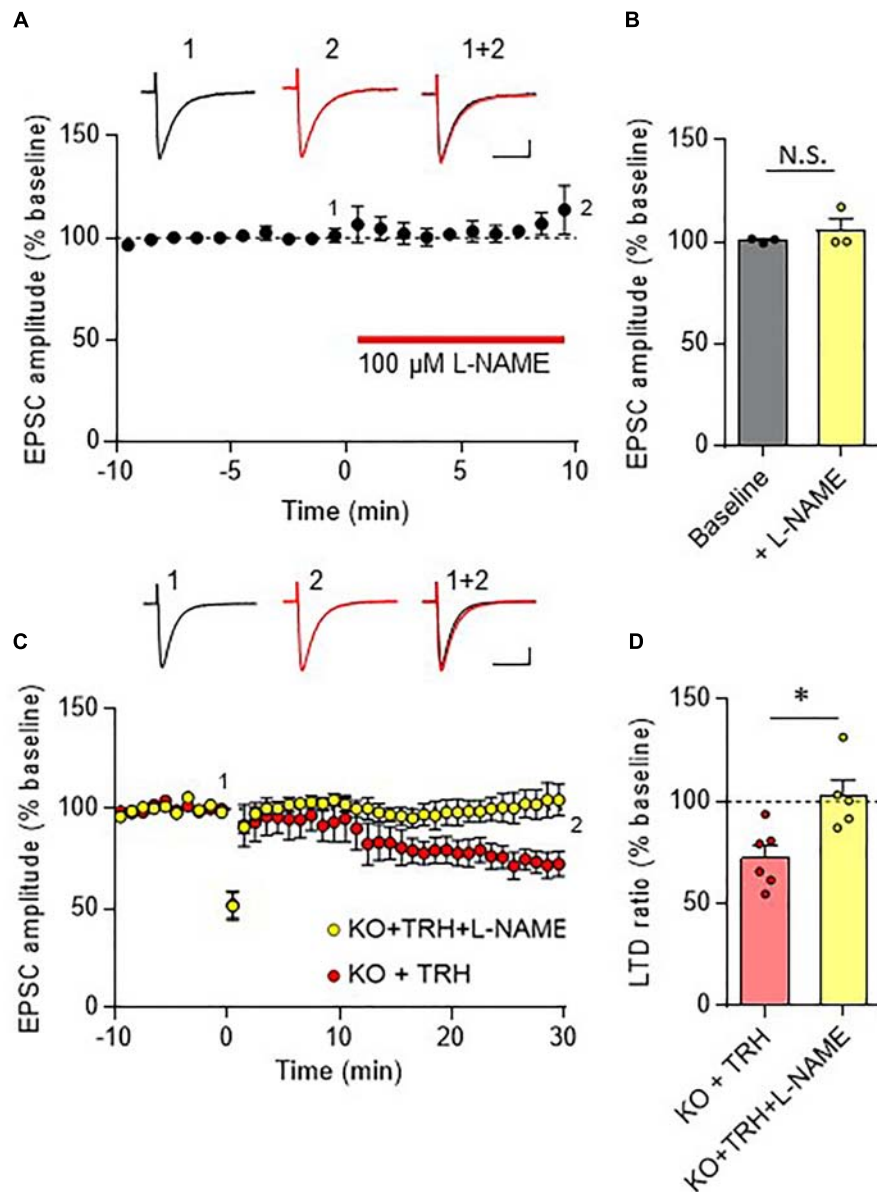 A
1 2 1+2
EPSC amplitude (% baseline)
150
100
50
0
1
2
100 µM L-NAME
-10 -5 0 5 10
Time (min)
B
EPSC amplitude (% baseline)
150
100
50
0
N.S.
Baseline
+ L-NAME
C
1 2 1+2
EPSC amplitude (% baseline)
150
100
50
0
1
2
KO+TRH+L-NAME
KO + TRH
-10 0 10 20 30
Time (min)
D
LTD ratio (% baseline)
150
100
50
0
*
KO + TRH
KO+TRH+L-NAME